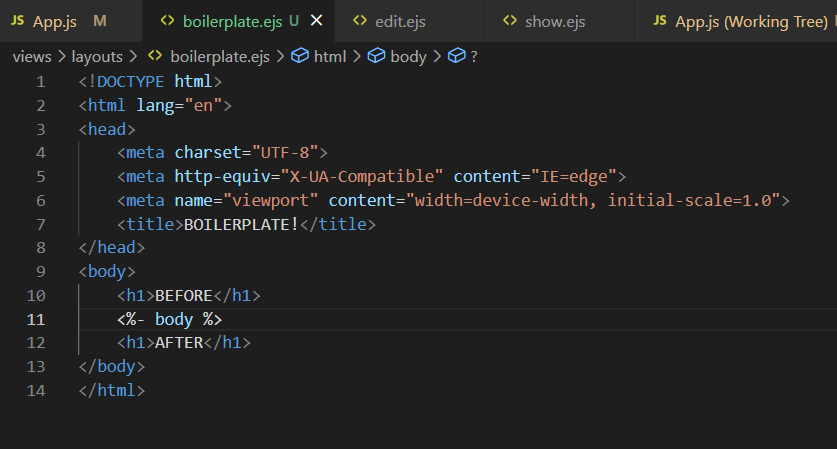 JS App.js M boilerplate.ejs U × edit.ejs show.ejs JS App.js (Working Tree)
views > layouts > boilerplate.ejs > html > body > ?
1 <!DOCTYPE html>
2 <html lang="en">
3 <head>
4     <meta charset="UTF-8">
5     <meta http-equiv="X-UA-Compatible" content="IE=edge">
6     <meta name="viewport" content="width=device-width, initial-scale=1.0">
7     <title>BOILERPLATE!</title>
8 </head>
9 <body>
10     <h1>BEFORE</h1>
11     <%- body %>
12     <h1>AFTER</h1>
13 </body>
14 </html>